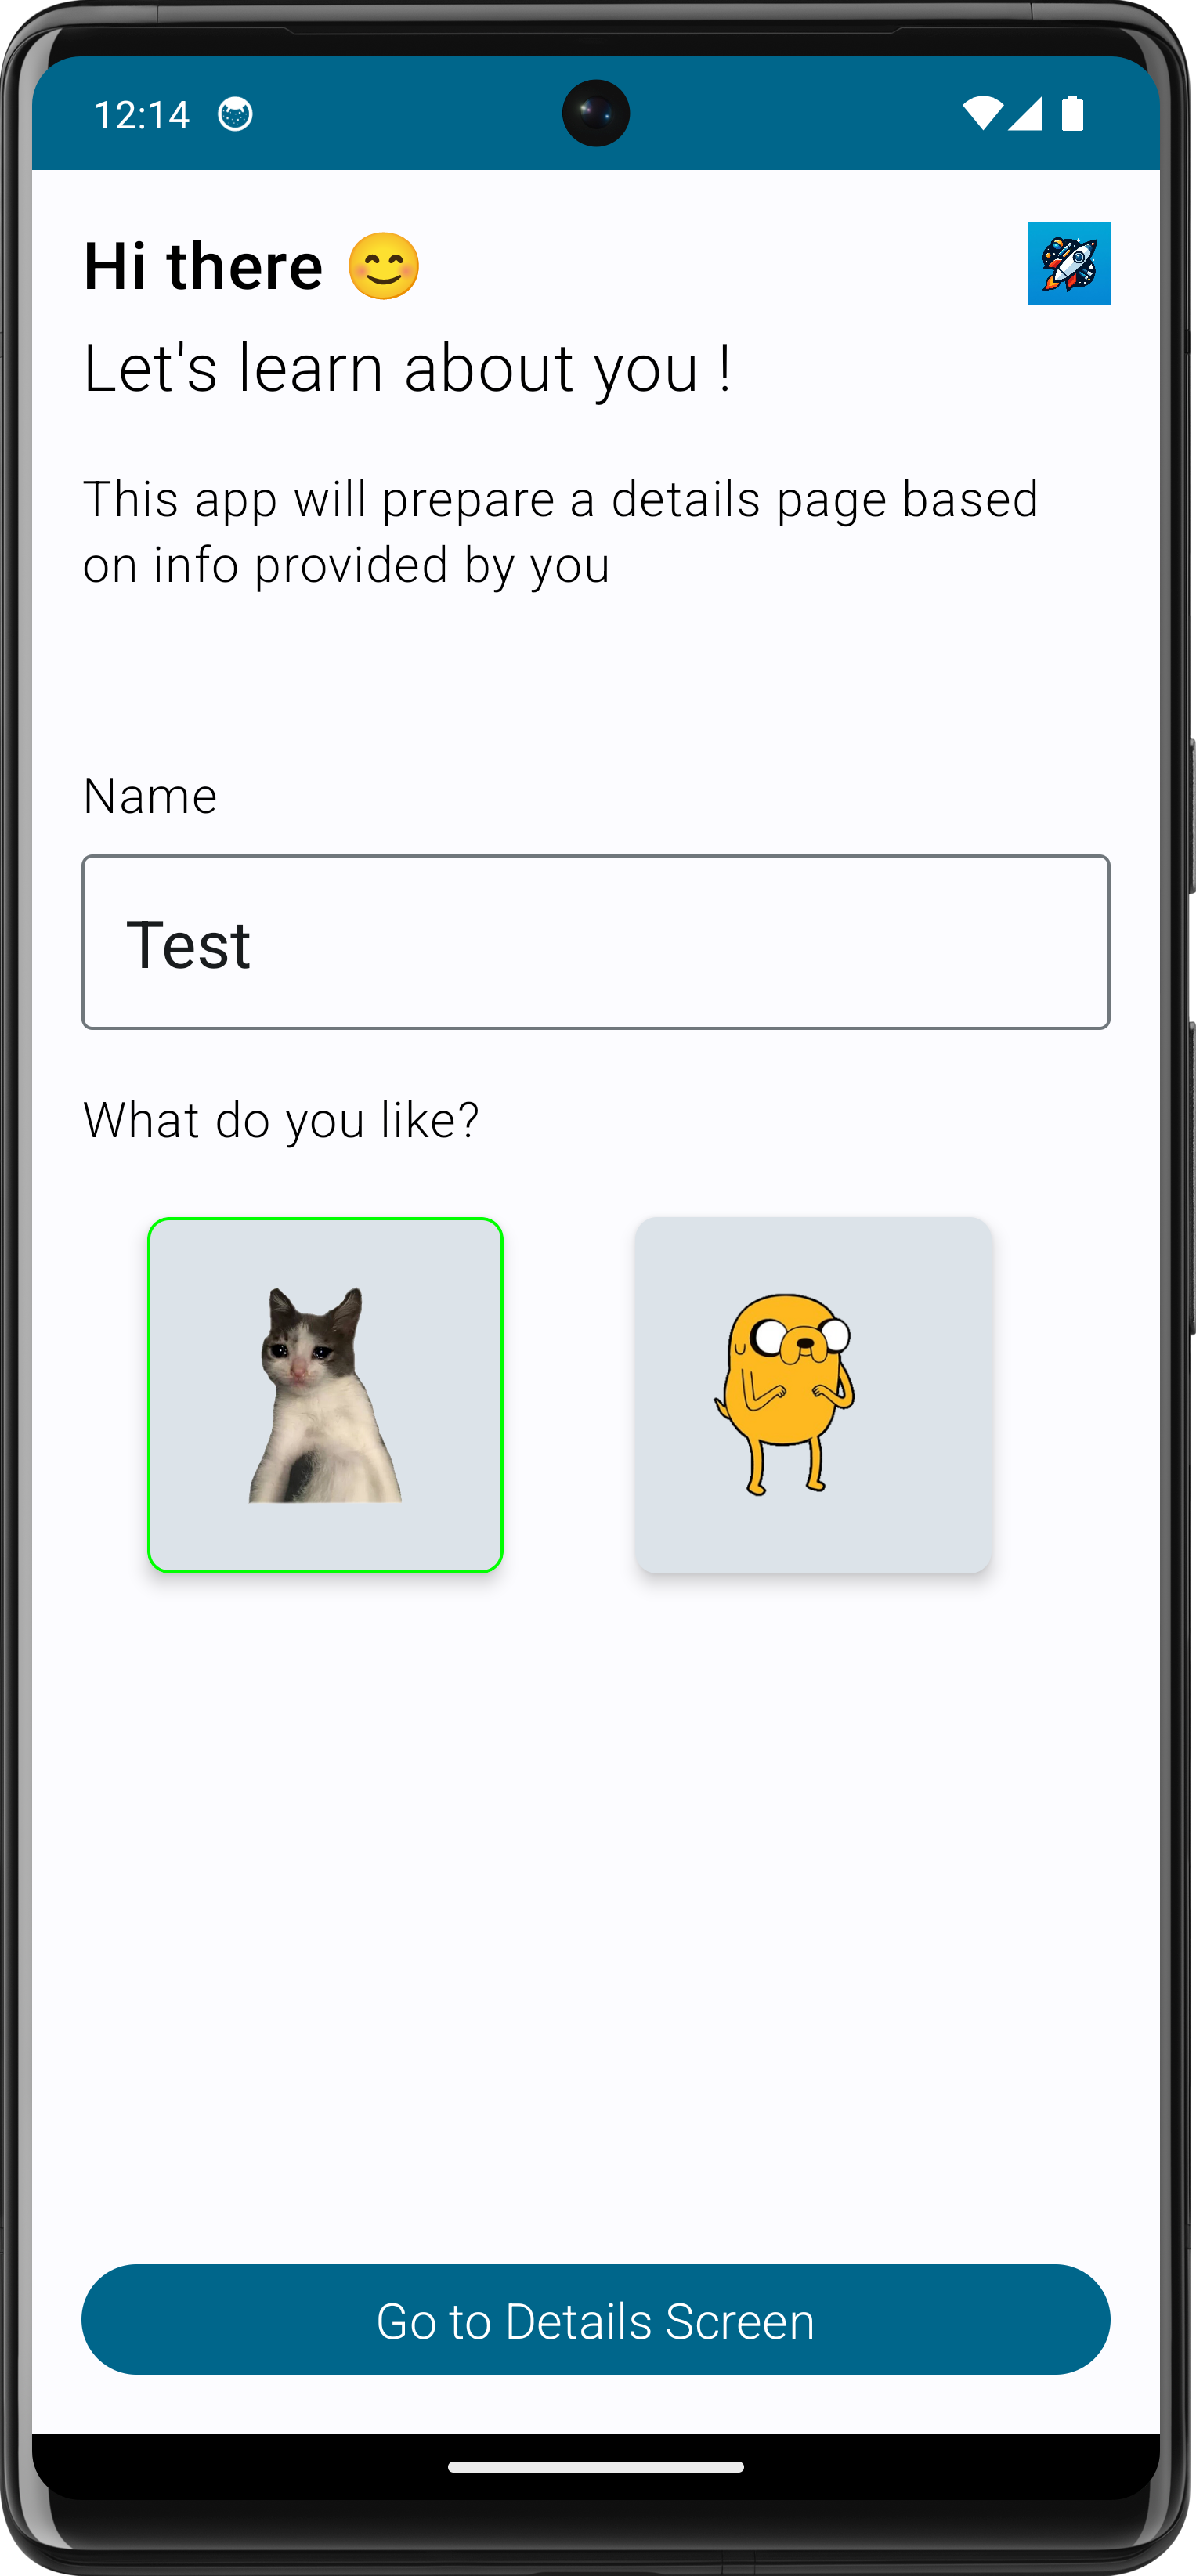 12:14
Hi there 😊
Let's learn about you !
This app will prepare a details page based
on info provided by you
Name
Test
What do you like?
Go to Details Screen